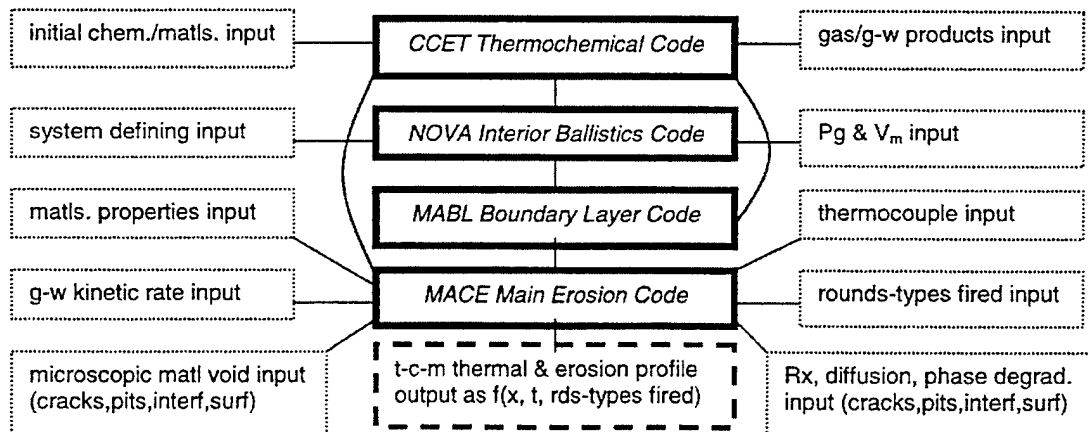 initial chem./matls. input
CCET Thermochemical Code
gas/g-w products input
system defining input
NOVA Interior Ballistics Code
Pg & Vm input
matls. properties input
MABL Boundary Layer Code
thermocouple input
g-w kinetic rate input
MACE Main Erosion Code
rounds-types fired input
microscopic matl void input
(cracks,pits,interf,surf)
t-c-m thermal & erosion profile
output as f(x, t, rds-types fired)
Rx, diffusion, phase degrad.
input (cracks,pits,interf,surf)